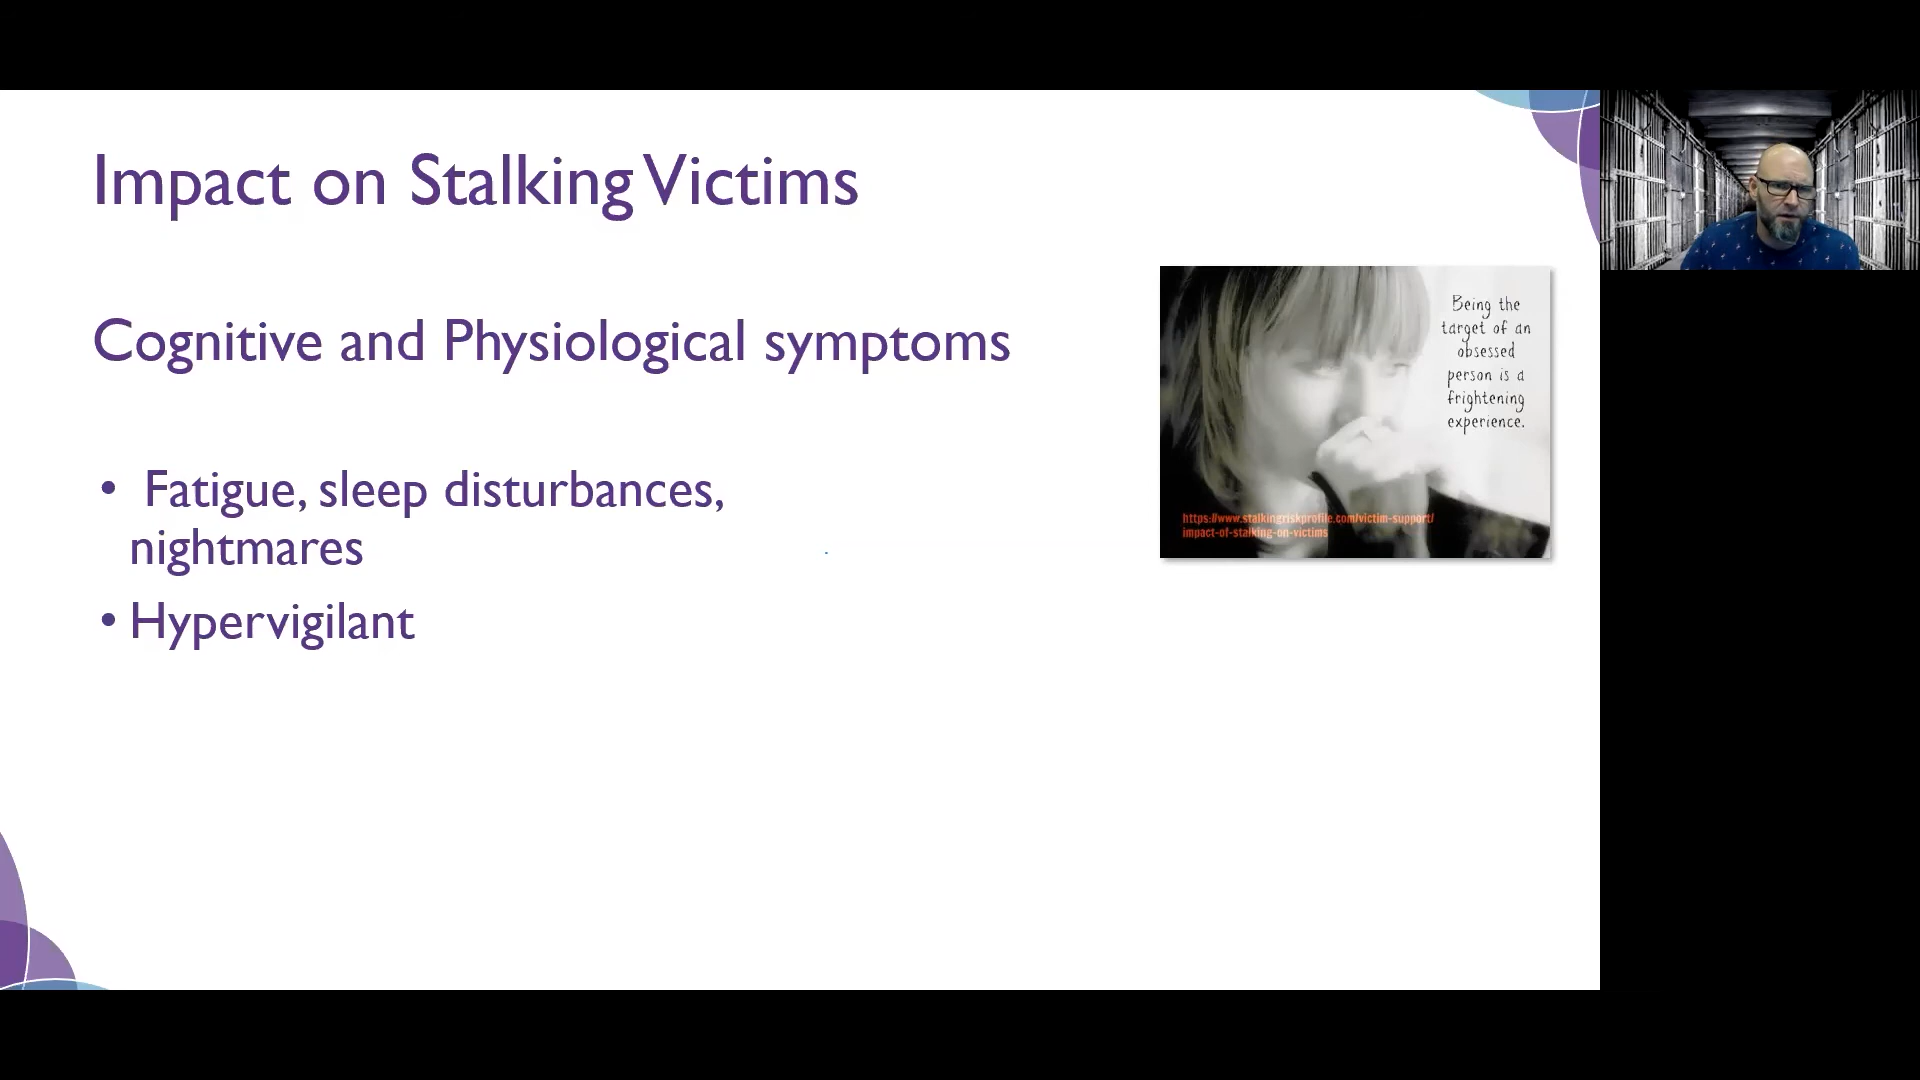 Impact on Stalking Victims
Cognitive and Physiological symptoms
• Fatigue, sleep disturbances,
nightmares
• Hypervigilant
Being the
target of an
obsessed
person is a
frightening
experience.
https://www.stalkingriskprofile.com/victim-support/
impact-of-stalking-on-victims